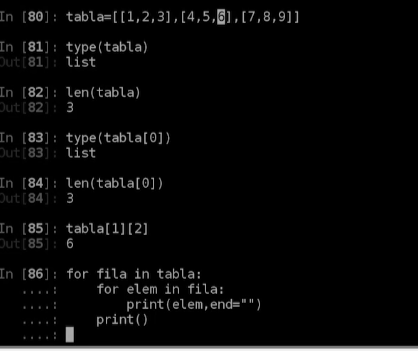 In [80]: tabla=[[1,2,3],[4,5,6],[7,8,9]]
In [81]: type(tabla)
Out[81]: list
In [82]: len(tabla)
Out[82]: 3
In [83]: type(tabla[0])
Out[83]: list
In [84]: len(tabla[0])
Out[84]: 3
In [85]: tabla[1][2]
Out[85]: 6
In [86]: for fila in tabla:
....: for elem in fila:
....: print(elem,end="")
....: print()
....: